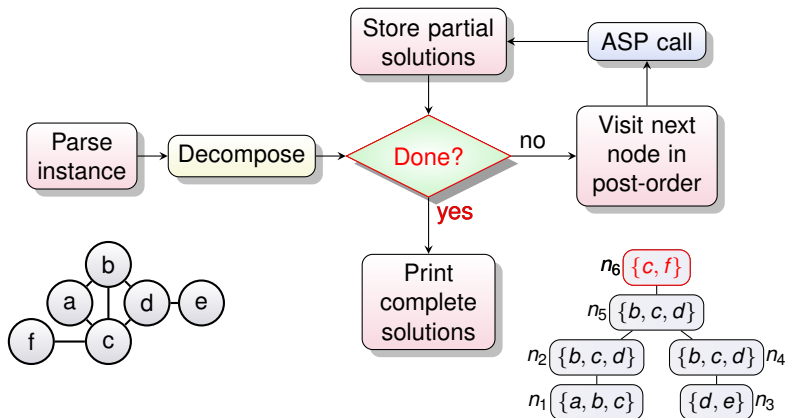 Store partial
solutions
ASP call
Parse
instance
Decompose
Done?
no
Visit next
node in
post-order
yes
Print
complete
solutions
b
a
d
e
f
c
n6 {c, f}
n5 {b, c, d}
n2 {b, c, d}
{b, c, d} n4
n1 {a, b, c}
{d, e} n3